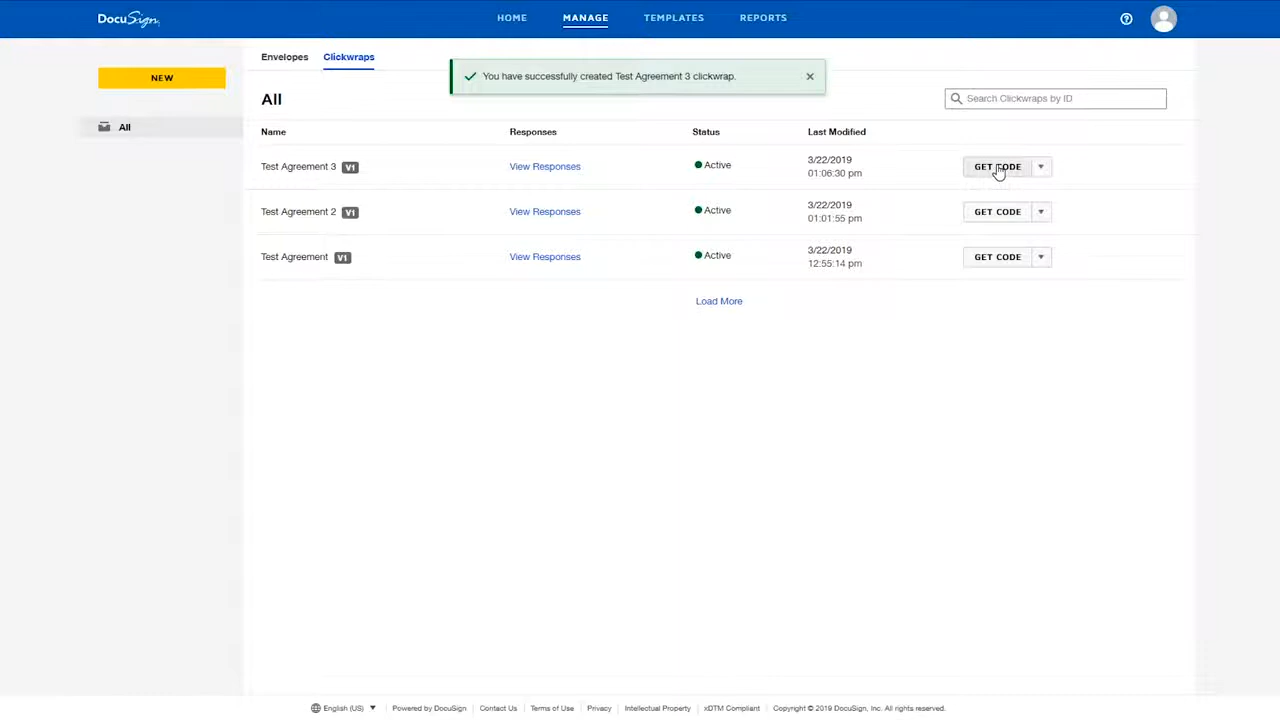 DocuSign HOME MANAGE TEMPLATES REPORTS
NEW
All
Envelopes Clickwraps
You have successfully created Test Agreement 3 clickwrap.
All
Search Clickwraps by ID
Name Responses Status Last Modified
Test Agreement 3 V1 View Responses Active 3/22/2019 GET CODE
01:06:30 pm
Test Agreement 2 V1 View Responses Active 3/22/2019 GET CODE
01:01:55 pm
Test Agreement V1 View Responses Active 3/22/2019 GET CODE
12:55:14 pm
Load More
English (US) Powered by DocuSign Contact Us Terms of Use Privacy Intellectual Property xDTM Compliant Copyright © 2019 DocuSign, Inc. All rights reserved.